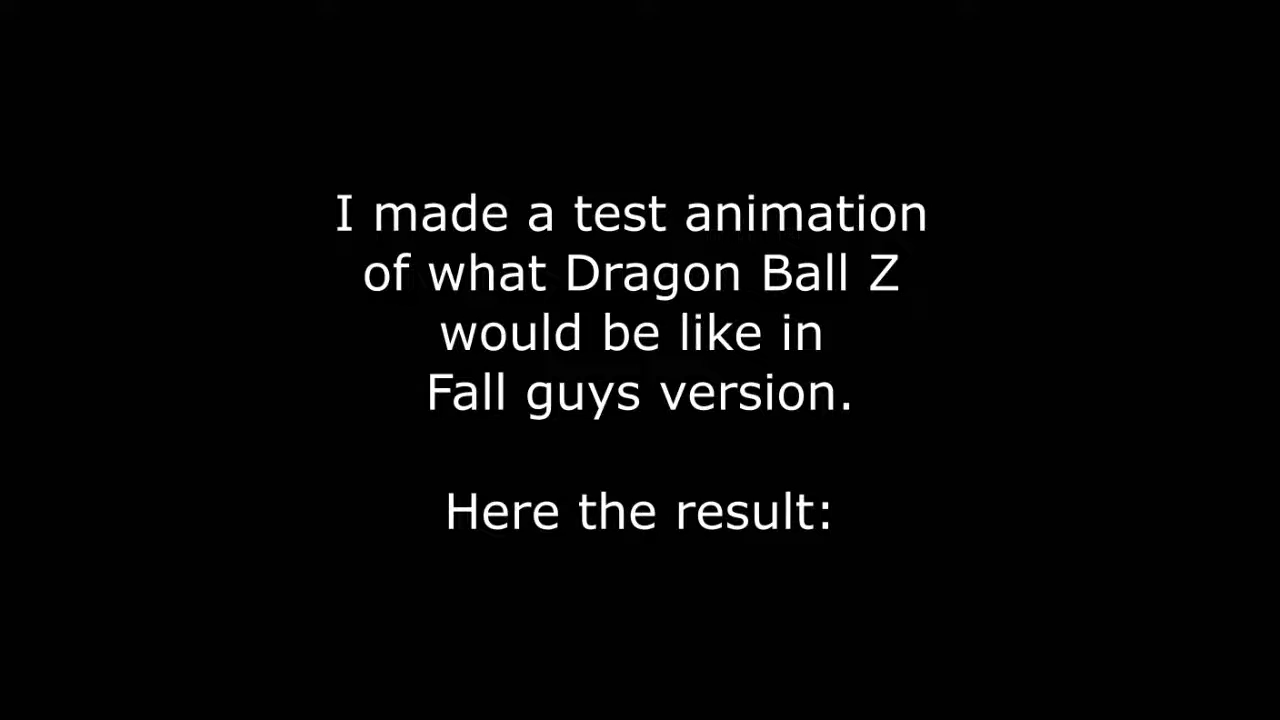 I made a test animation
of what Dragon Ball Z
would be like in
Fall guys version.
Here the result: